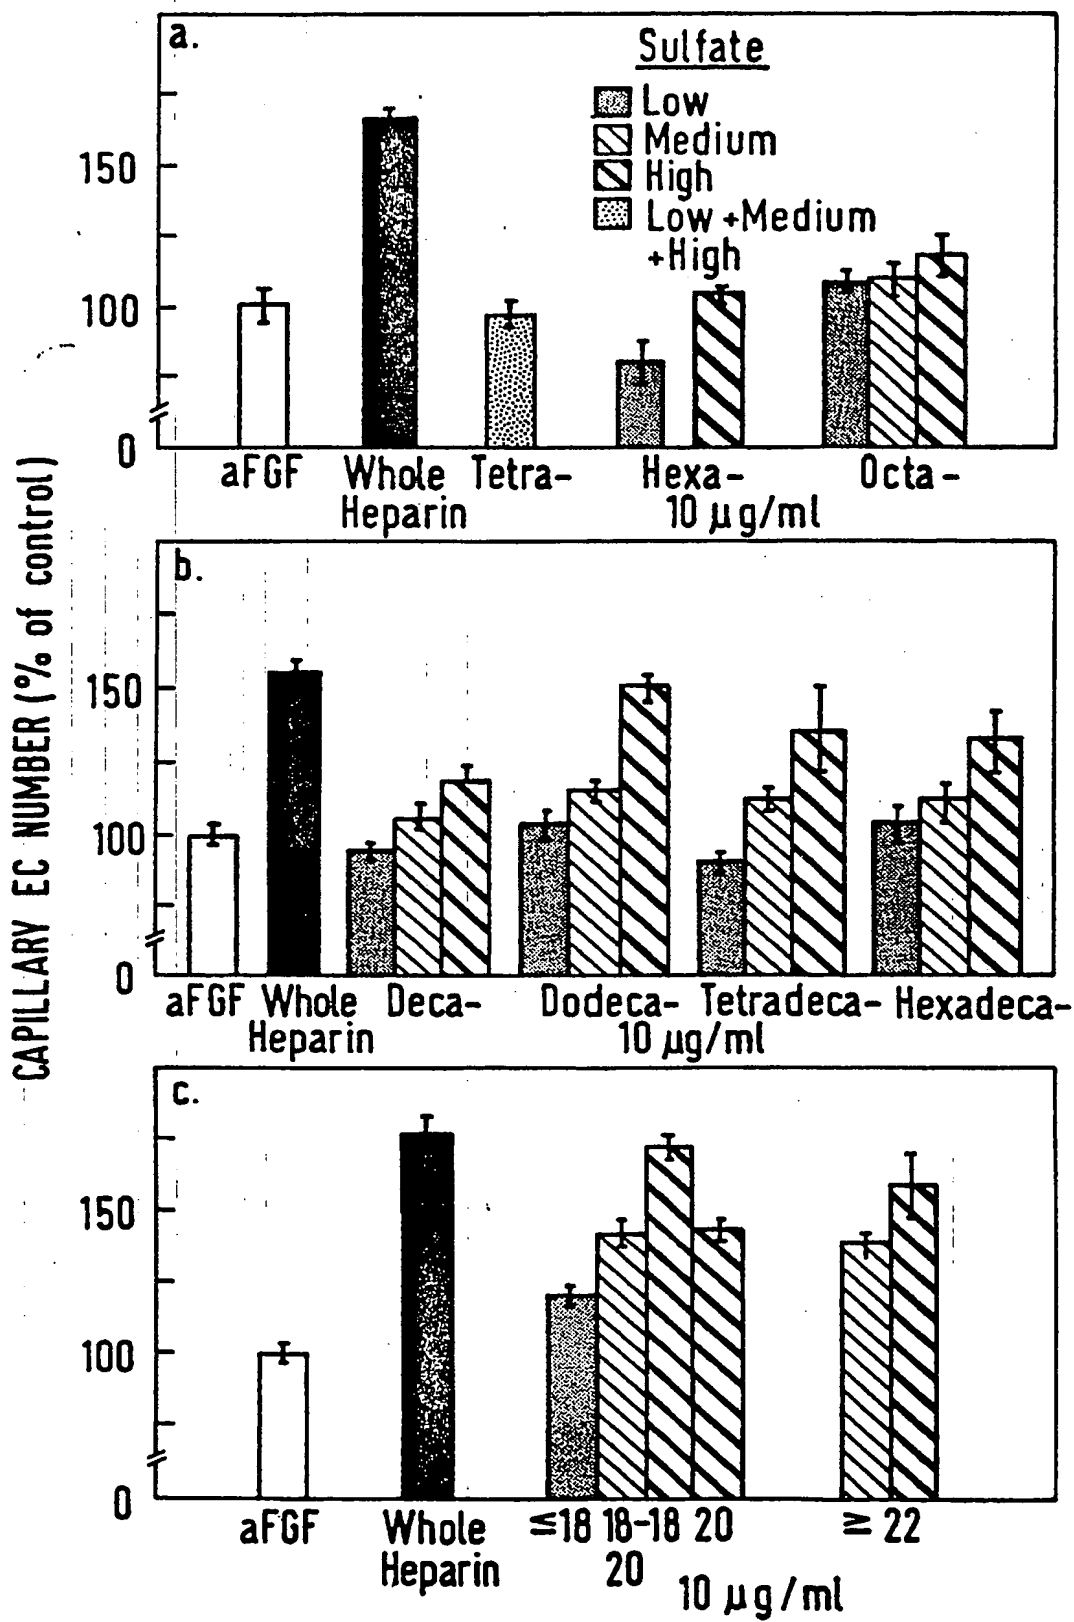 a.
Sulfate
Low
Medium
High
Low +Medium
+High
150
100
0
aFGF Whole Tetra- Hexa- Octa-
Heparin 10 µg/ml
CAPILLARY EC NUMBER (% of control)
b.
150
100
0
aFGF Whole Deca- Dodeca- Tetradeca- Hexadeca-
Heparin 10 µg/ml
c.
150
100
0
aFGF Whole ≤18 18-18 20 ≥ 22
Heparin 20 10 µg/ml